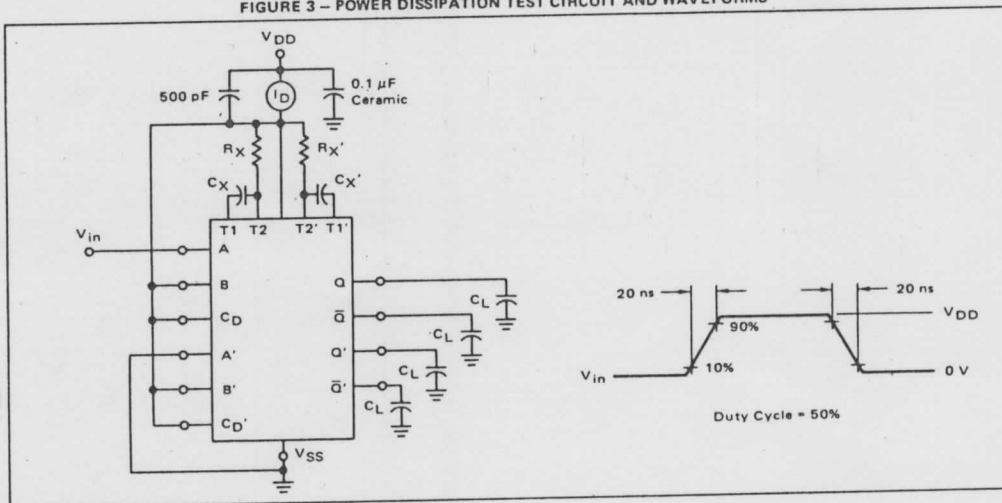 FIGURE 3 – POWER DISSIPATION TEST CIRCUIT AND WAVEFORMS
VDD
500 pF
ID
0.1 μF
Ceramic
RX
RX'
CX
CX'
T1 T2 T2' T1'
Vin
A
B
CD
A'
B'
CD'
Q
Q̅
Q'
Q̅'
CL
CL
CL
CL
VSS
20 ns
20 ns
VDD
90%
10%
Vin
0 V
Duty Cycle = 50%